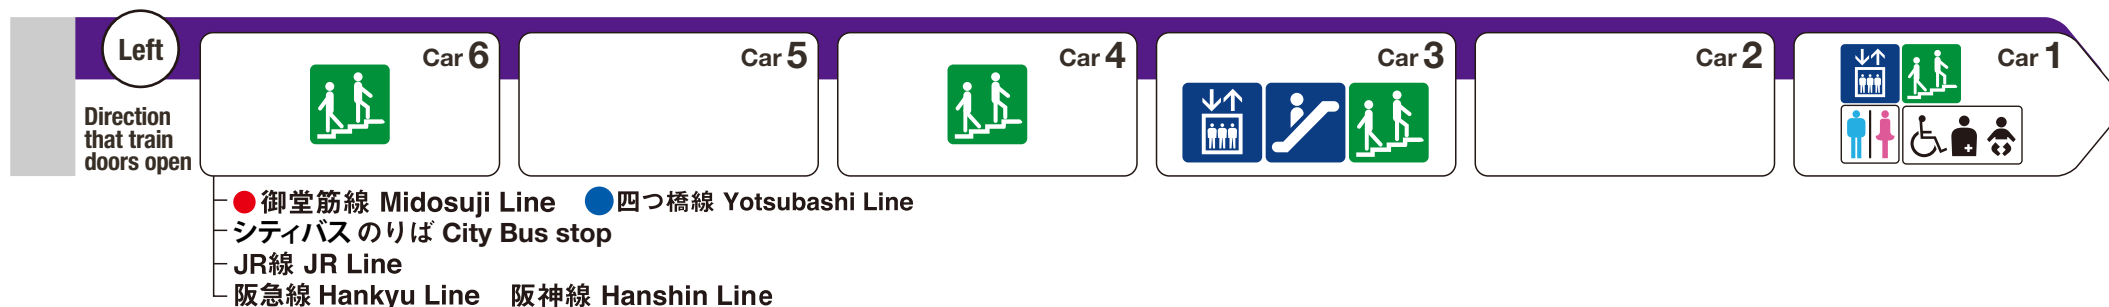 Left
Direction
that train
doors open
Car 6
Car 5
Car 4
Car 3
Car 2
Car 1
御堂筋線 Midosuji Line 四つ橋線 Yotsubashi Line
シティバス のりば City Bus stop
JR線 JR Line
阪急線 Hankyu Line 阪神線 Hanshin Line